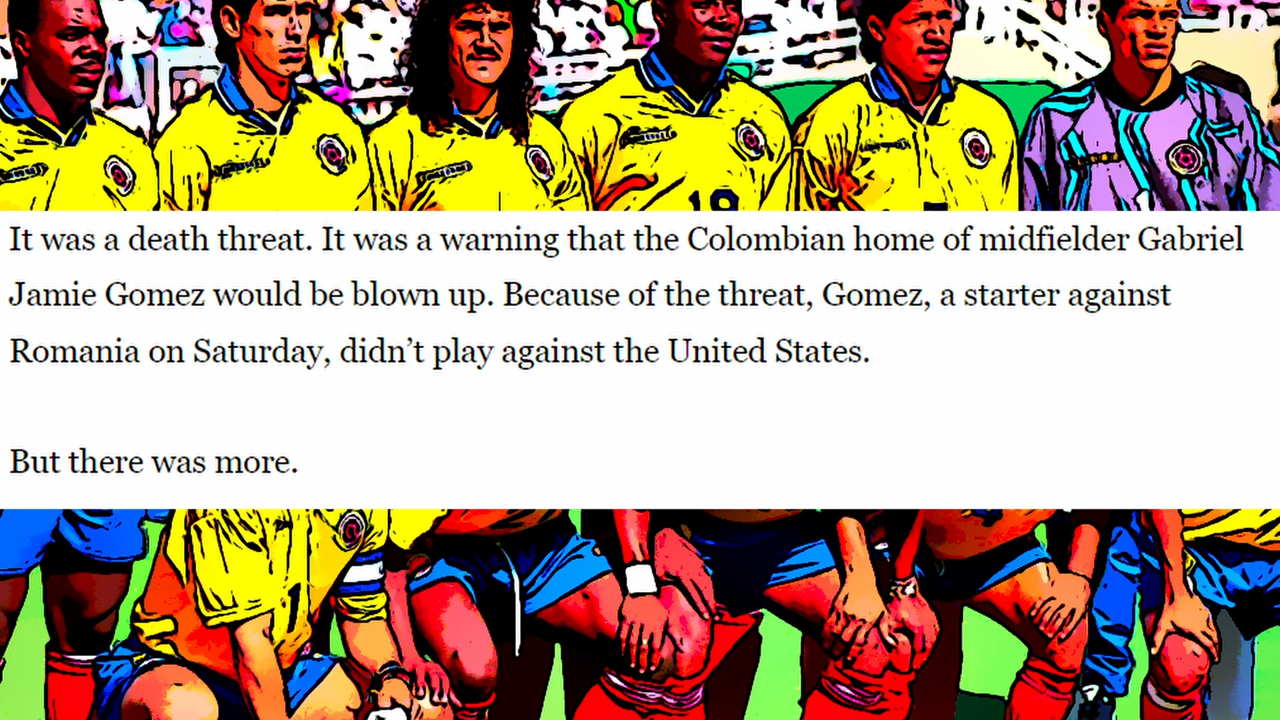 It was a death threat. It was a warning that the Colombian home of midfielder Gabriel
Jamie Gomez would be blown up. Because of the threat, Gomez, a starter against
Romania on Saturday, didn’t play against the United States.
But there was more.